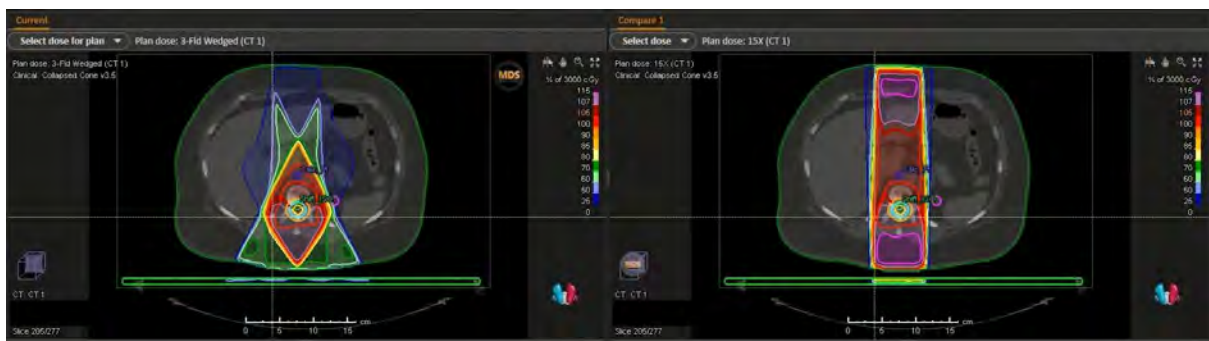 Current
Select dose for plan Plan dose: 3-Fld Wedged (CT 1)
Plan dose: 3-Fld Wedged (CT 1)
Clinical: Collapsed Cone v3.5
MDS
% of 3000 cGy
115
107
105
100
90
85
80
70
60
50
25
0
CT: CT 1
Slice 205/277
0 5 10 15 cm
Compare 1
Select dose Plan dose: 15X (CT 1)
Plan dose: 15X (CT 1)
Clinical: Collapsed Cone v3.5
% of 3000 cGy
115
107
105
100
90
85
80
70
60
50
25
0
CT: CT 1
Slice 205/277
0 5 10 15 cm